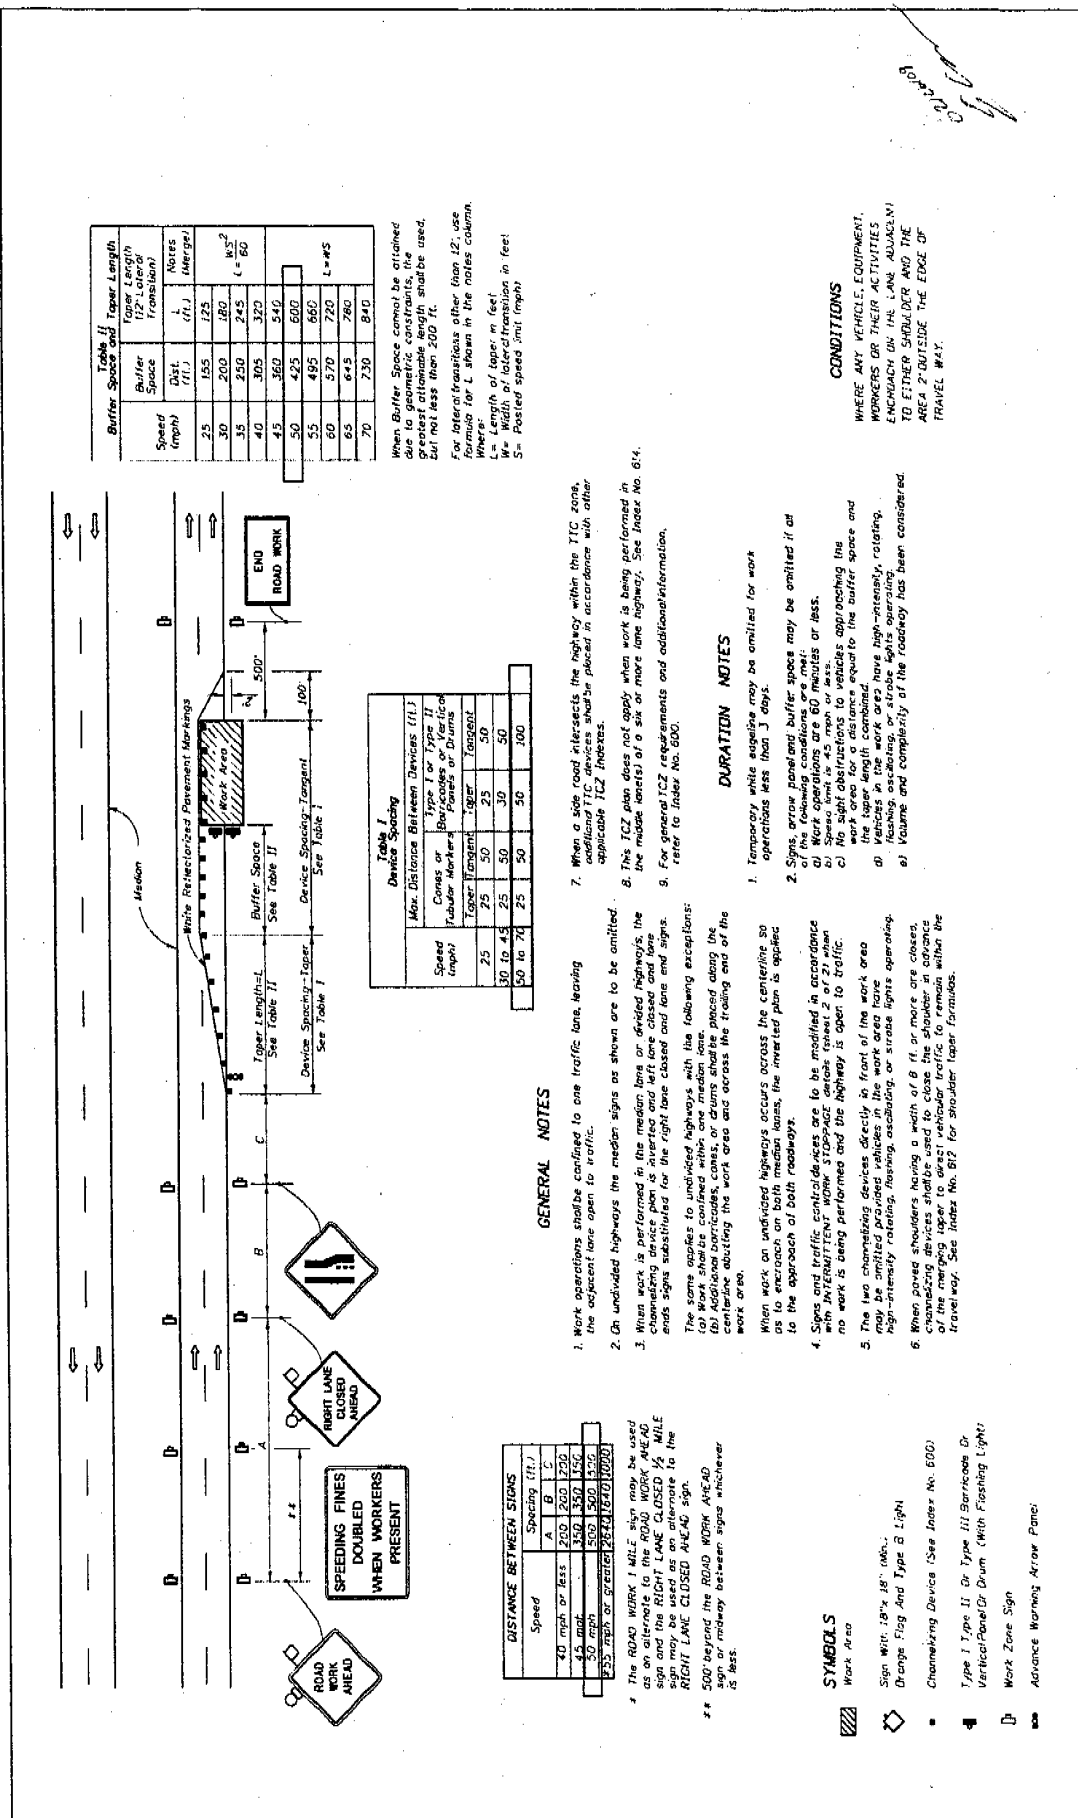 Median
White Reflectorized Pavement Markings
Work Area
2'
500'
100'
END
ROAD WORK
Taper Length=L
See Table II
Buffer Space
See Table II
Device Spacing-Taper
See Table I
Device Spacing-Tangent
See Table I
A
B
C
**
ROAD
WORK
AHEAD
SPEEDING FINES
DOUBLED
WHEN WORKERS
PRESENT
RIGHT LANE
CLOSED
AHEAD
Table II
Buffer Space and Taper Length
Speed (mph) Buffer Space Taper Length (12' Lateral Transition)
Dist. (ft.) L (ft.) Notes (Merge)
25 155 125
30 200 180
35 250 245
40 305 320
L = WS² / 60
45 360 540
50 425 600
55 495 660
60 570 720
65 645 780
70 730 840
L = WS
When Buffer Space cannot be attained
due to geometric constraints, the
greatest attainable length shall be used,
but not less than 200 ft.
For lateral transitions other than 12', use
formula for L shown in the notes column.
Where:
L = Length of taper in feet
W = Width of lateral transition in feet
S = Posted speed limit (mph)
Table I
Device Spacing
Speed (mph) Max. Distance Between Devices (ft.)
Cones or Tubular Markers Type I or Type II Barricades or Vertical Panels or Drums
Taper Tangent Taper Tangent
25 25 50 25 50
30 to 45 25 50 30 50
50 to 70 25 50 50 100
DISTANCE BETWEEN SIGNS
Speed Spacing (ft.)
A B C
40 mph or less 200 200 200
45 mph 350 350 350
50 mph 500 500 500
*55 mph or greater 2640 1640 1000
* The ROAD WORK 1 MILE sign may be used
as an alternate to the ROAD WORK AHEAD
sign and the RIGHT LANE CLOSED ½ MILE
sign may be used as an alternate to the
RIGHT LANE CLOSED AHEAD sign.
** 500' beyond the ROAD WORK AHEAD
sign or midway between signs whichever
is less.
GENERAL NOTES
1. Work operations shall be confined to one traffic lane, leaving
the adjacent lane open to traffic.
2. On undivided highways the median signs as shown are to be omitted.
3. When work is performed in the median lane on divided highways, the
channelizing device plan is inverted and left lane closed and lane
ends signs substituted for the right lane closed and lane end signs.
The same applies to undivided highways with the following exceptions:
(a) Work shall be confined within one median lane.
(b) Additional barricades, cones, or drums shall be placed along the
centerline abutting the work area and across the trailing end of the
work area.
When work on undivided highways occurs across the centerline so
as to encroach on both median lanes, the inverted plan is applied
to the approach of both roadways.
4. Signs and traffic control devices are to be modified in accordance
with INTERMITTENT WORK STOPPAGE details (sheet 2 of 2) when
no work is being performed and the highway is open to traffic.
5. The two channelizing devices directly in front of the work area
may be omitted provided vehicles in the work area have
high-intensity rotating, flashing, oscillating, or strobe lights operating.
6. When paved shoulders having a width of 8 ft. or more are closed,
channelizing devices shall be used to close the shoulder in advance
of the merging taper to direct vehicular traffic to remain within the
travel way. See Index No. 612 for shoulder taper formulas.
7. When a side road intersects the highway within the TTC zone,
additional TTC devices shall be placed in accordance with other
applicable TCZ Indexes.
8. This TCZ plan does not apply when work is being performed in
the middle lane(s) of a six or more lane highway. See Index No. 614.
9. For general TCZ requirements and additional information,
refer to Index No. 600.
DURATION NOTES
1. Temporary white edgeline may be omitted for work
operations less than 3 days.
2. Signs, arrow panel and buffer space may be omitted if all
of the following conditions are met:
a) Work operations are 60 minutes or less.
b) Speed limit is 45 mph or less.
c) No sight obstructions to vehicles approaching the
work area for a distance equal to the buffer space and
the taper length combined.
d) Vehicles in the work area have high-intensity, rotating,
flashing, oscillating, or strobe lights operating.
e) Volume and complexity of the roadway has been considered.
SYMBOLS
Work Area
Sign With 18" x 18" (Min.)
Orange Flag And Type B Light
Channelizing Device (See Index No. 600)
Type I Type II Or Type III Barricade Or
Vertical Panel Or Drum (With Flashing Light)
Work Zone Sign
Advance Warning Arrow Panel
CONDITIONS
WHERE ANY VEHICLE, EQUIPMENT,
WORKERS OR THEIR ACTIVITIES
ENCROACH ON THE LANE ADJACENT
TO EITHER SHOULDER AND THE
AREA 2' OUTSIDE THE EDGE OF
TRAVEL WAY.